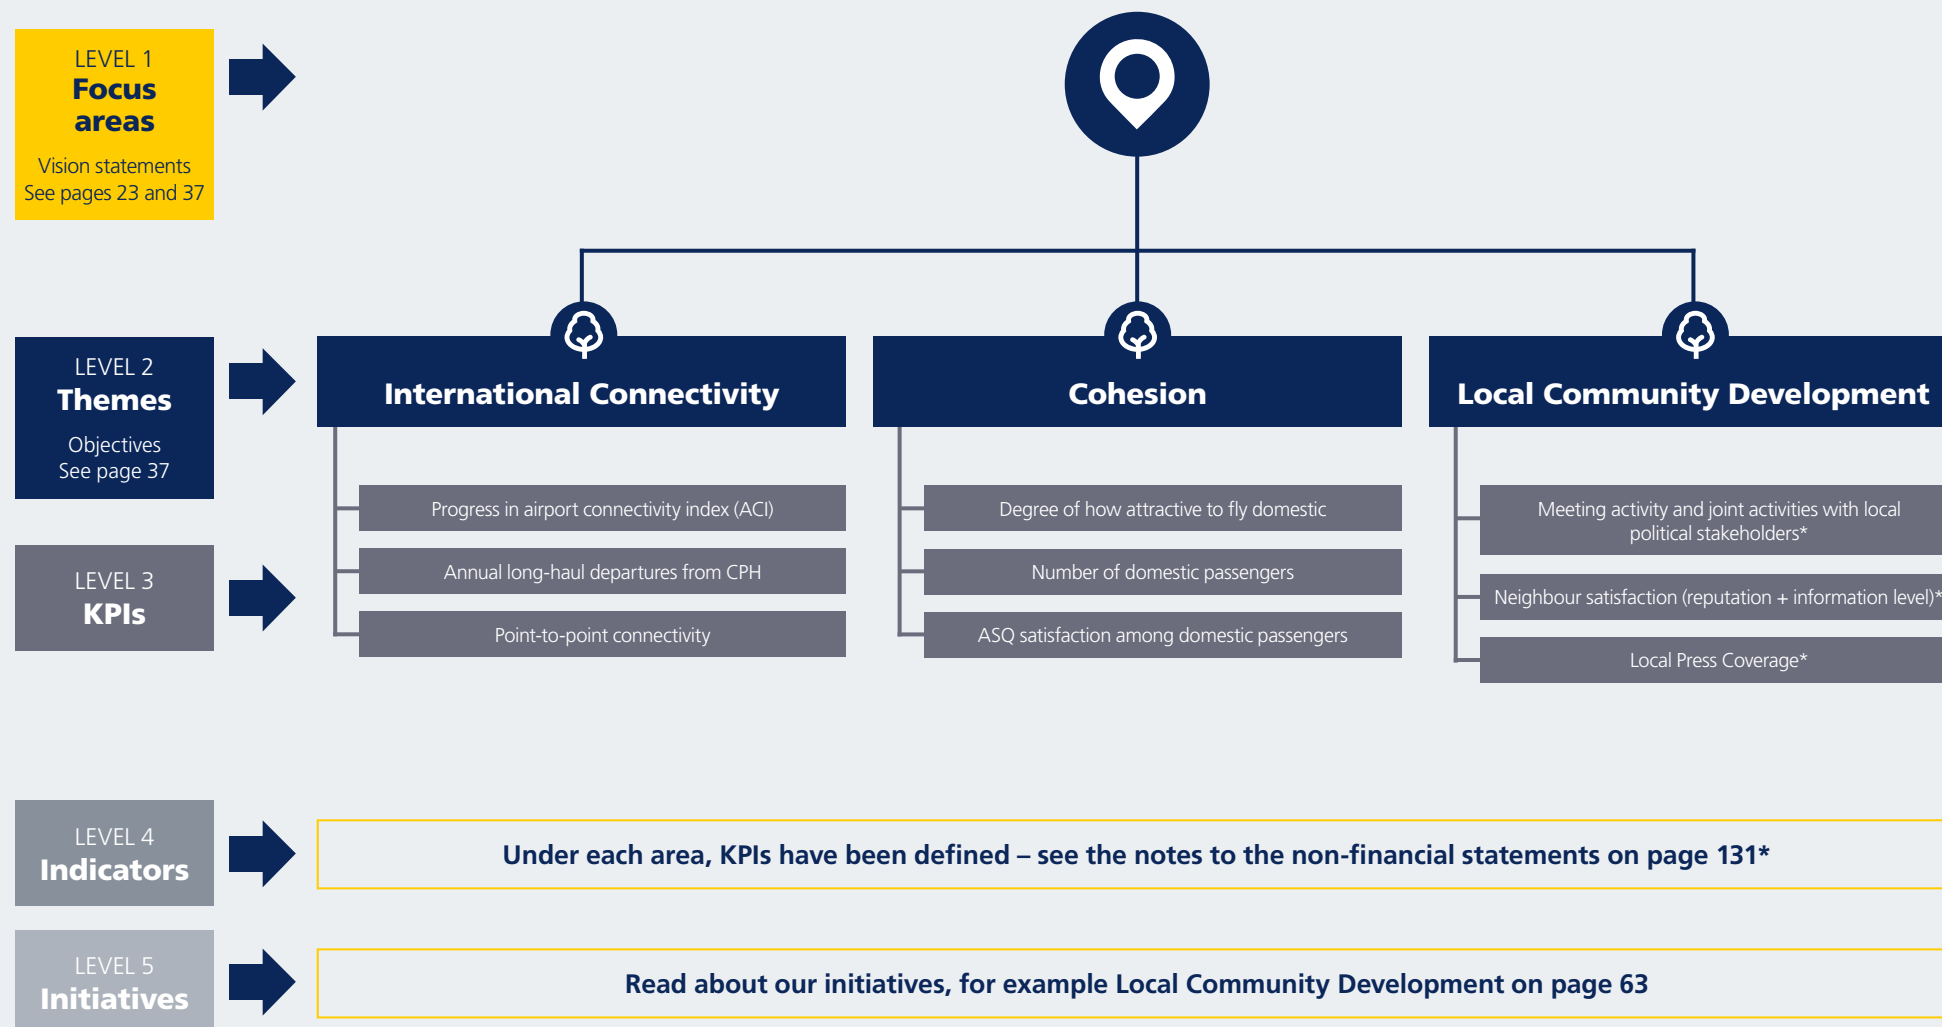 LEVEL 1
Focus
areas
Vision statements
See pages 23 and 37
LEVEL 2
Themes
Objectives
See page 37
International Connectivity
Cohesion
Local Community Development
LEVEL 3
KPIs
Progress in airport connectivity index (ACI)
Annual long-haul departures from CPH
Point-to-point connectivity
Degree of how attractive to fly domestic
Number of domestic passengers
ASQ satisfaction among domestic passengers
Meeting activity and joint activities with local
political stakeholders*
Neighbour satisfaction (reputation + information level)*
Local Press Coverage*
LEVEL 4
Indicators
Under each area, KPIs have been defined – see the notes to the non-financial statements on page 131*
LEVEL 5
Initiatives
Read about our initiatives, for example Local Community Development on page 63